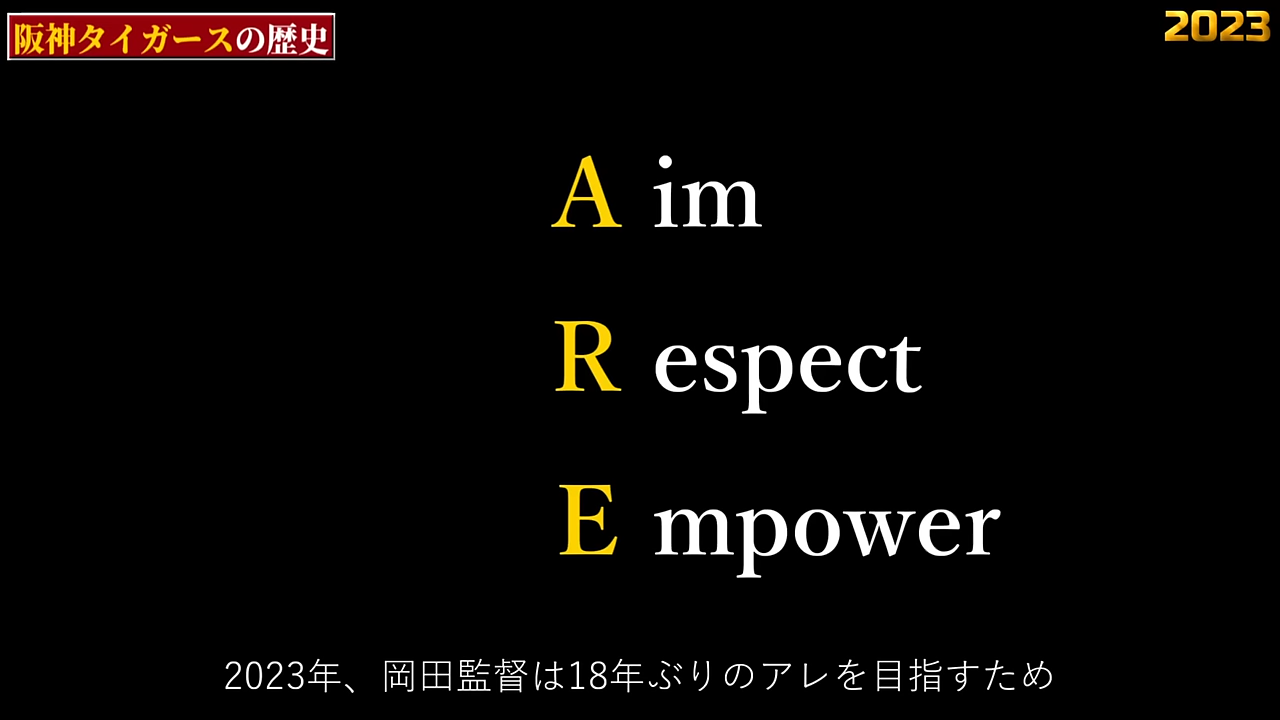 阪神タイガースの歴史
2023
A im
R espect
E mpower
2023年、岡田監督は18年ぶりのアレを目指すため